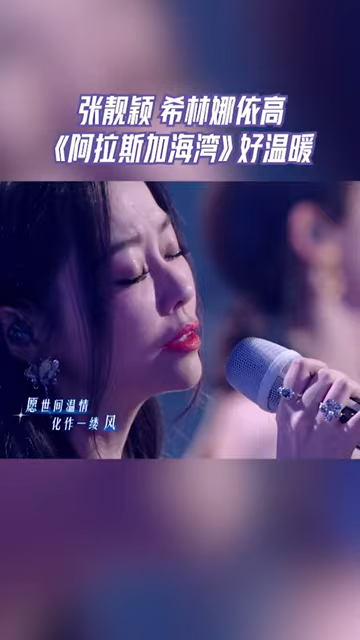 张靓颖 希林娜依高
《阿拉斯加海湾》好温暖
愿世间温情
化作一缕风